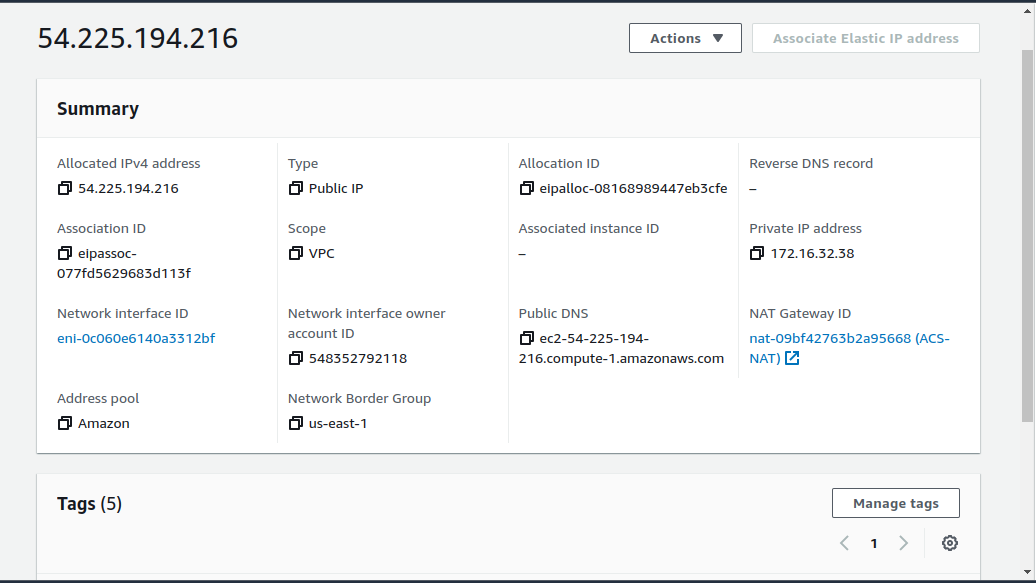 54.225.194.216
Actions
Associate Elastic IP address
Summary
Allocated IPv4 address
54.225.194.216
Type
Public IP
Allocation ID
eipalloc-08168989447eb3cfe
Reverse DNS record
–
Association ID
eipassoc-
077fd5629683d113f
Scope
VPC
Associated instance ID
–
Private IP address
172.16.32.38
Network interface ID
eni-0c060e6140a3312bf
Network interface owner
account ID
548352792118
Public DNS
ec2-54-225-194-
216.compute-1.amazonaws.com
NAT Gateway ID
nat-09bf42763b2a95668 (ACS-
NAT)
Address pool
Amazon
Network Border Group
us-east-1
Tags (5)
Manage tags
1